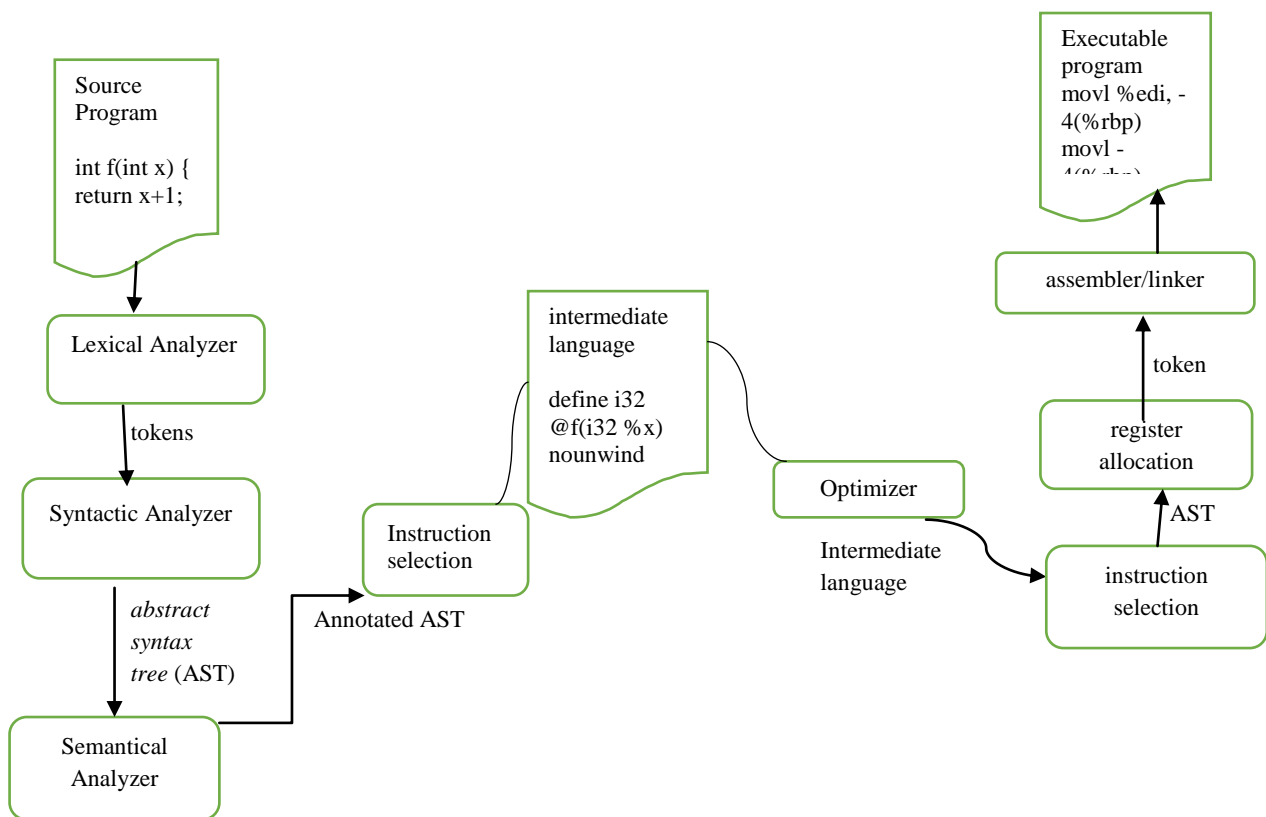 Source
Program
int f(int x) {
return x+1;
Lexical Analyzer
tokens
Syntactic Analyzer
abstract
syntax
tree (AST)
Semantical
Analyzer
Annotated AST
Instruction
selection
intermediate
language
define i32
@f(i32 %x)
nounwind
Optimizer
Intermediate
language
instruction
selection
AST
register
allocation
token
assembler/linker
Executable
program
movl %edi, -
4(%rbp)
movl -